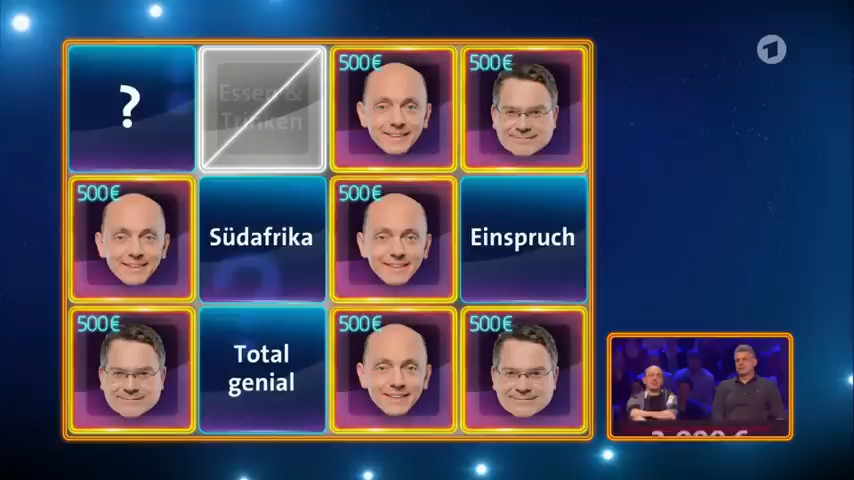 500€
500€
?
Essen &
Trinken
500€
500€
Südafrika
Einspruch
500€
500€
500€
Total
genial
1